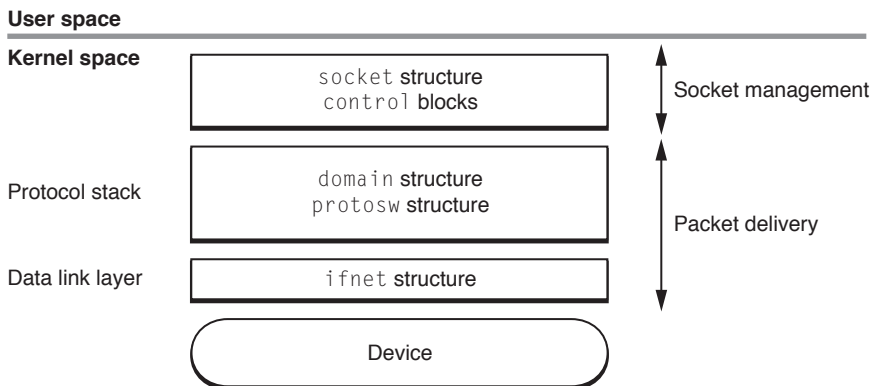 User space
Kernel space
socket structure
control blocks
Socket management
Protocol stack
domain structure
protosw structure
Packet delivery
Data link layer
ifnet structure
Device